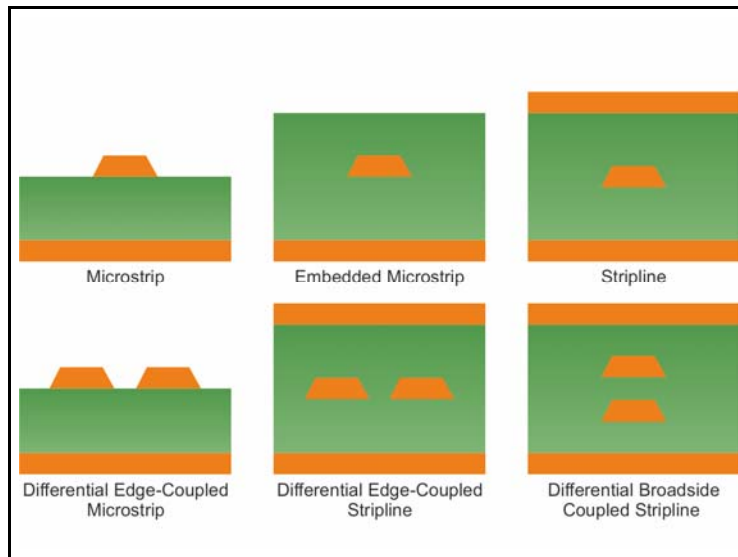 Microstrip
Embedded Microstrip
Stripline
Differential Edge-Coupled
Microstrip
Differential Edge-Coupled
Stripline
Differential Broadside
Coupled Stripline